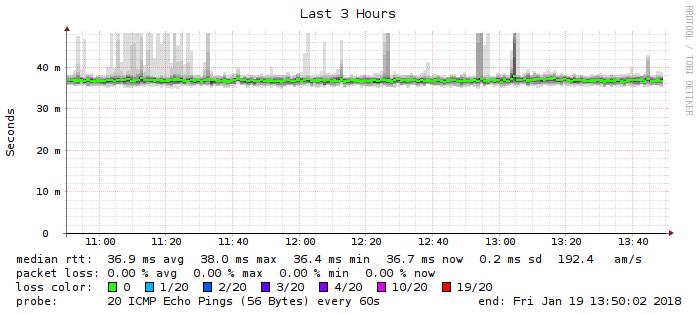 Last 3 Hours
RRDTOOL / TOBI OETIKER
Seconds
40 m
30 m
20 m
10 m
0
11:00 11:20 11:40 12:00 12:20 12:40 13:00 13:20 13:40
median rtt: 36.9 ms avg 38.0 ms max 36.4 ms min 36.7 ms now 0.2 ms sd 192.4 am/s
packet loss: 0.00 % avg 0.00 % max 0.00 % min 0.00 % now
loss color: 0 1/20 2/20 3/20 4/20 10/20 19/20
probe: 20 ICMP Echo Pings (56 Bytes) every 60s end: Fri Jan 19 13:50:02 2018